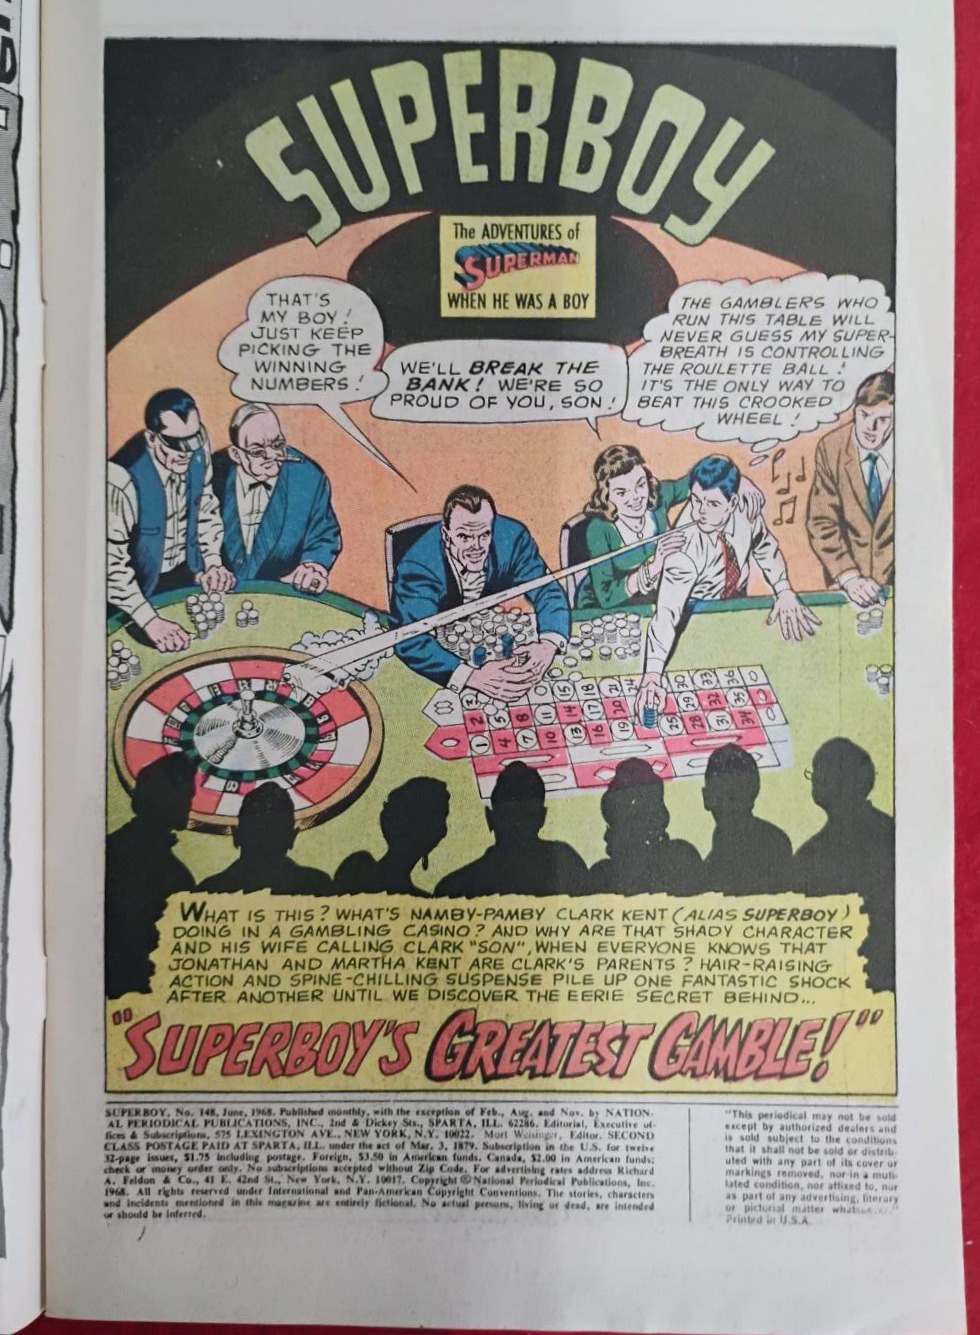 SUPERBOY
The ADVENTURES of
SUPERMAN
WHEN HE WAS A BOY
THAT'S
MY BOY!
JUST KEEP
PICKING THE
WINNING
NUMBERS!
WE'LL BREAK THE
BANK! WE'RE SO
PROUD OF YOU, SON!
THE GAMBLERS WHO
RUN THIS TABLE WILL
NEVER GUESS MY SUPER-
BREATH IS CONTROLLING
THE ROULETTE BALL!
IT'S THE ONLY WAY TO
BEAT THIS CROOKED
WHEEL!
WHAT IS THIS? WHAT'S NAMBY-PAMBY CLARK KENT (ALIAS SUPERBOY)
DOING IN A GAMBLING CASINO? AND WHY ARE THAT SHADY CHARACTER
AND HIS WIFE CALLING CLARK "SON", WHEN EVERYONE KNOWS THAT
JONATHAN AND MARTHA KENT ARE CLARK'S PARENTS? HAIR-RAISING
ACTION AND SPINE-CHILLING SUSPENSE PILE UP ONE FANTASTIC SHOCK
AFTER ANOTHER UNTIL WE DISCOVER THE EERIE SECRET BEHIND...
"SUPERBOY'S GREATEST GAMBLE!"
SUPERBOY, No. 148, June, 1968. Published monthly, with the exception of Feb., Aug. and Nov. by NATION-
AL PERIODICAL PUBLICATIONS, INC., 2nd & Dickey Sts., SPARTA, ILL. 62286. Editorial, Executive of-
fices & Subscriptions, 575 LEXINGTON AVE., NEW YORK, N.Y. 10022. Mort Weisinger, Editor. SECOND
CLASS POSTAGE PAID AT SPARTA, ILL. under the act of Mar. 3, 1879. Subscription in the U.S. for twelve
32-page issues, $1.75 including postage. Foreign, $3.50 in American funds. Canada, $2.00 in American funds;
check or money order only. No subscriptions accepted without Zip Code. For advertising rates address Richard
A. Feldon & Co., 41 E. 42nd St., New York, N.Y. 10017. Copyright © National Periodical Publications, Inc.
1968. All rights reserved under International and Pan-American Copyright Conventions. The stories, characters
and incidents mentioned in this magazine are entirely fictional. No actual persons, living or dead, are intended
or should be inferred.
"This periodical may not be sold
except by authorized dealers and
is sold subject to the conditions
that it shall not be sold or distrib-
uted with any part of its cover or
markings removed, nor in a muti-
lated condition, nor affixed to, nor
as part of any advertising, literary
or pictorial matter whatsoever."
Printed in U.S.A.